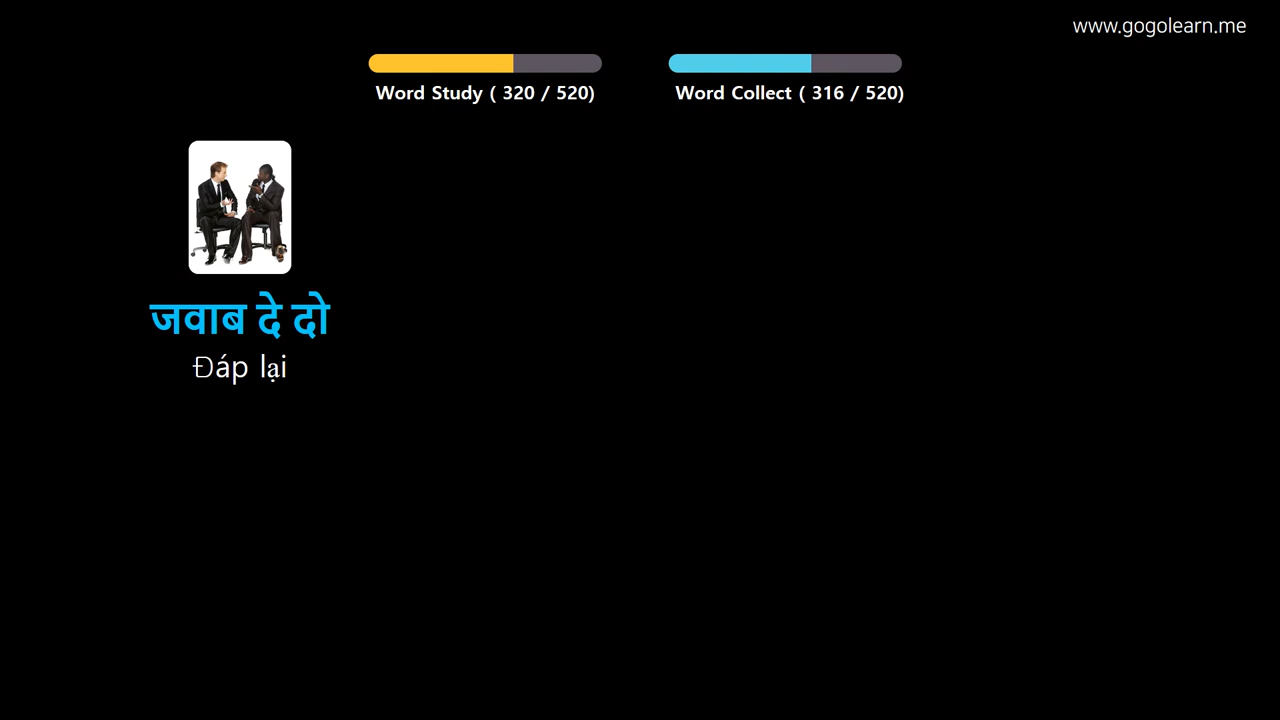 www.gogolearn.me
Word Study ( 320 / 520)
Word Collect ( 316 / 520)
जवाब दे दो
Đáp lại